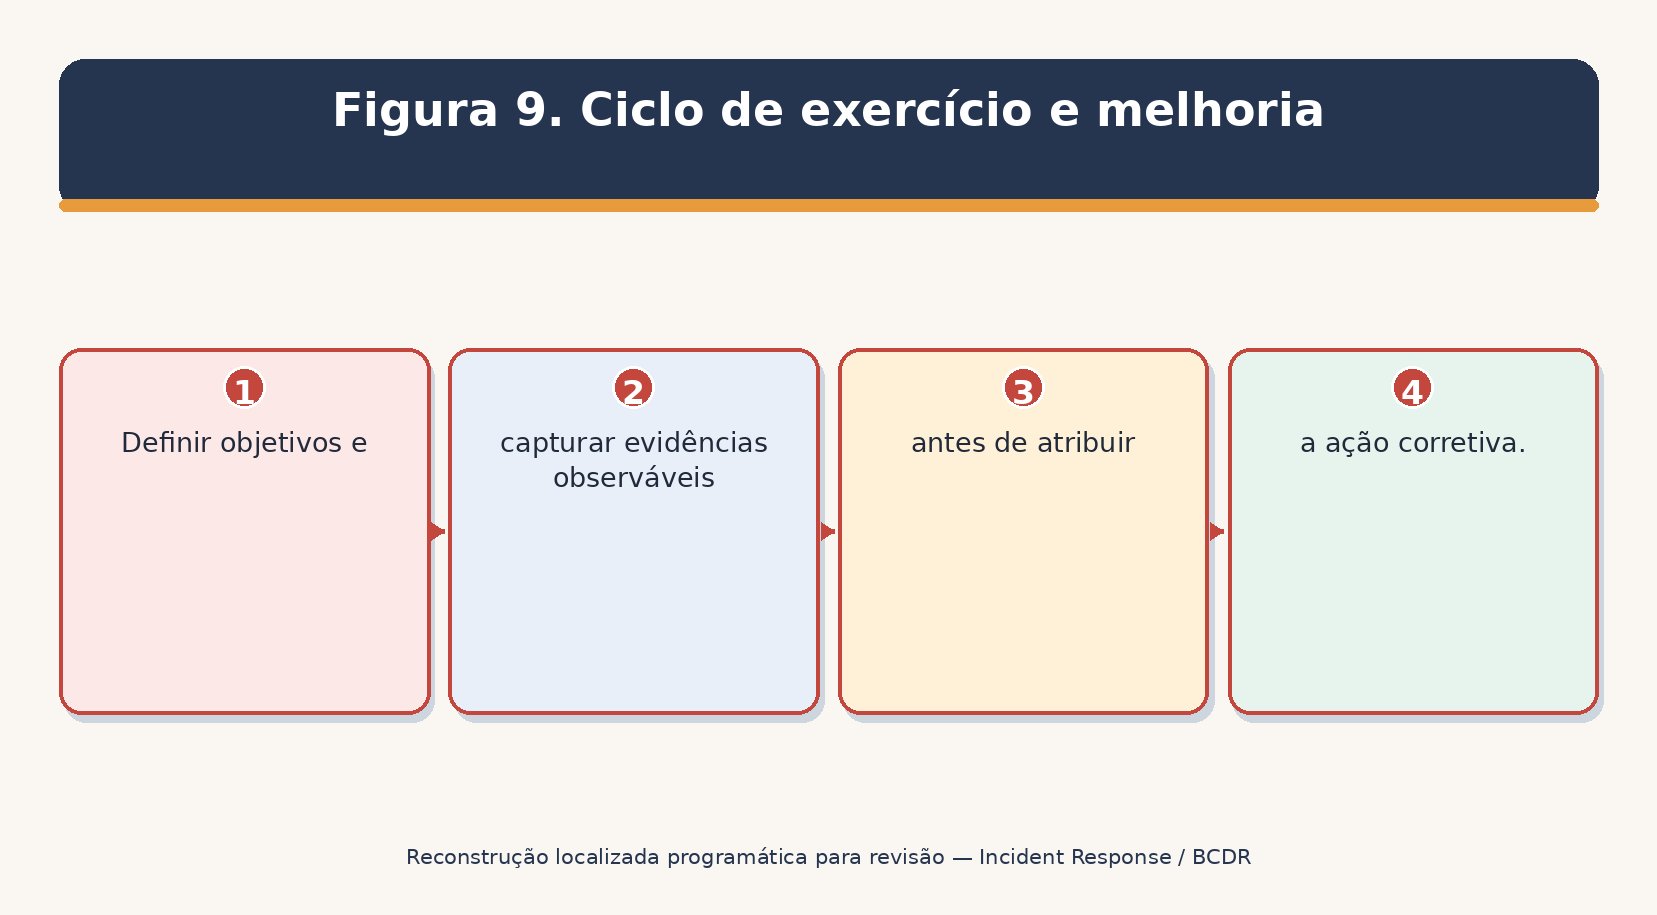 Figura 9. Ciclo de exercício e melhoria
1
Definir objetivos e
2
capturar evidências
observáveis
3
antes de atribuir
4
a ação corretiva.
Reconstrução localizada programática para revisão — Incident Response / BCDR